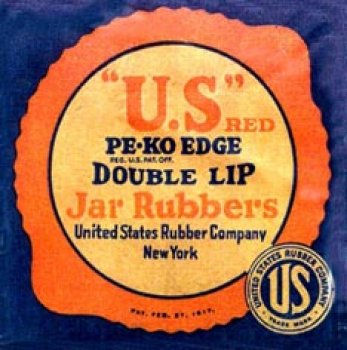 "U.S" RED
PE-KO EDGE
REG. U.S. PAT. OFF.
DOUBLE LIP
Jar Rubbers
United States Rubber Company
New York
PAT. FEB. 27, 1917.
UNITED STATES RUBBER COMPANY
US
TRADE MARK